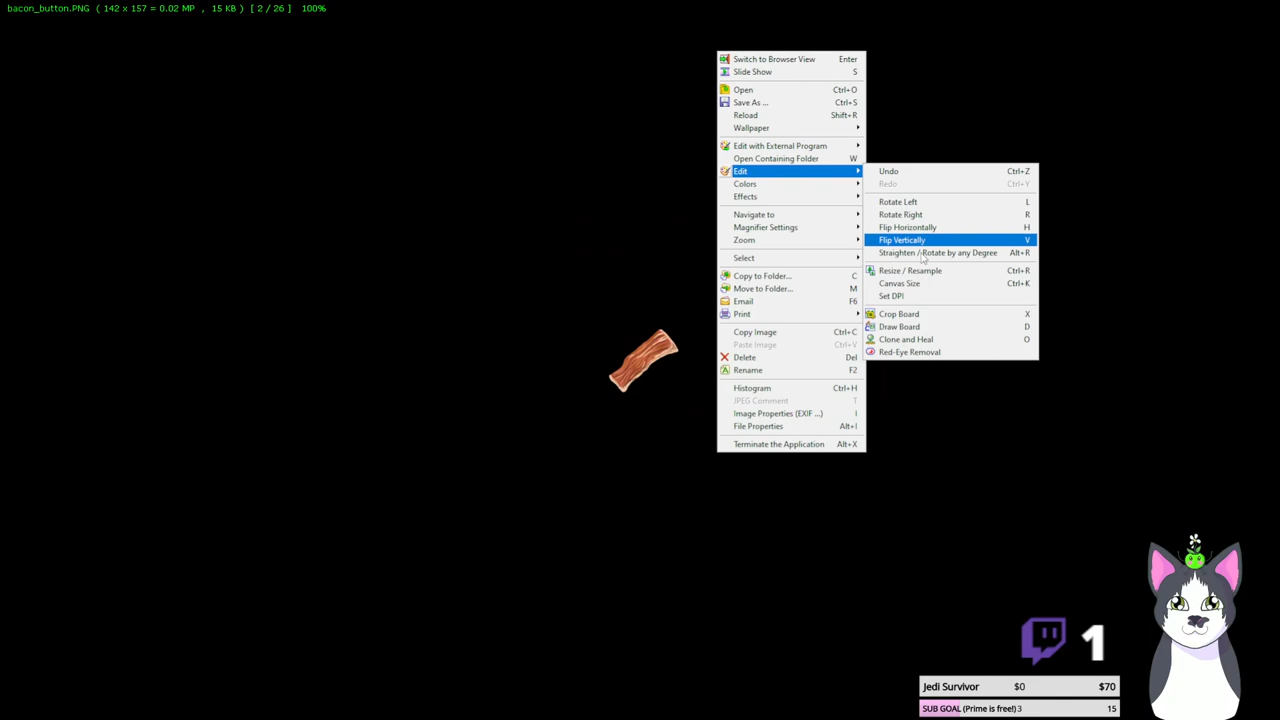 bacon_button.PNG ( 142 x 157 = 0.02 MP , 15 KB ) [ 2 / 26 ] 100%
Switch to Browser View Enter
Slide Show S
Open Ctrl+O
Save As ... Ctrl+S
Reload Shift+R
Wallpaper
Edit with External Program
Open Containing Folder W
Edit
Colors
Effects
Navigate to
Magnifier Settings
Zoom
Select
Copy to Folder... C
Move to Folder... M
Email F6
Print
Copy Image Ctrl+C
Paste Image Ctrl+V
Delete Del
Rename F2
Histogram Ctrl+H
JPEG Comment T
Image Properties (EXIF ...) I
File Properties Alt+I
Terminate the Application Alt+X
Undo Ctrl+Z
Redo Ctrl+Y
Rotate Left L
Rotate Right R
Flip Horizontally H
Flip Vertically V
Straighten / Rotate by any Degree Alt+R
Resize / Resample Ctrl+R
Canvas Size Ctrl+K
Set DPI
Crop Board X
Draw Board D
Clone and Heal O
Red-Eye Removal
1
Jedi Survivor $0 $70
SUB GOAL (Prime is free!) 3 15